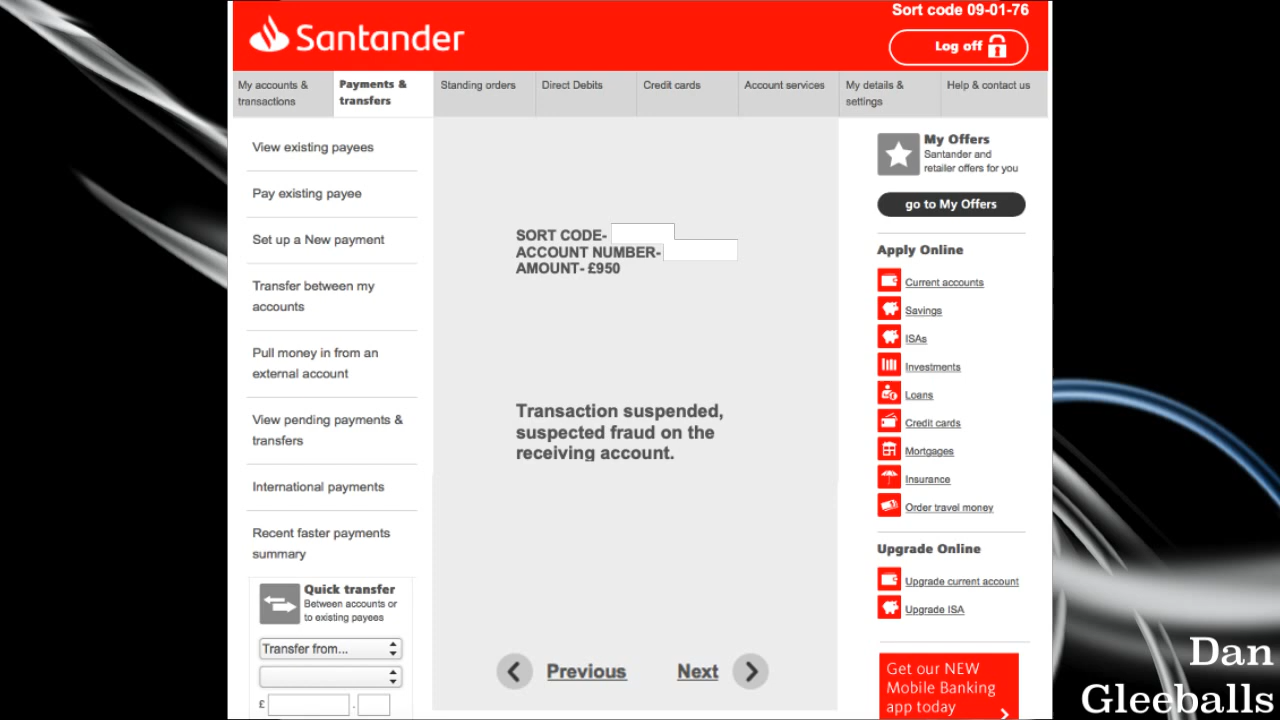 Sort code 09-01-76
Santander
Log off
My accounts &
transactions
Payments &
transfers
Standing orders
Direct Debits
Credit cards
Account services
My details &
settings
Help & contact us
View existing payees
Pay existing payee
Set up a New payment
Transfer between my
accounts
Pull money in from an
external account
View pending payments &
transfers
International payments
Recent faster payments
summary
Quick transfer
Between accounts or
to existing payees
Transfer from...
£ .
SORT CODE-
ACCOUNT NUMBER-
AMOUNT- £950
Transaction suspended,
suspected fraud on the
receiving account.
Previous
Next
My Offers
Santander and
retailer offers for you
go to My Offers
Apply Online
Current accounts
Savings
ISAs
Investments
Loans
Credit cards
Mortgages
Insurance
Order travel money
Upgrade Online
Upgrade current account
Upgrade ISA
Get our NEW
Mobile Banking
app today
Dan
Gleeballs